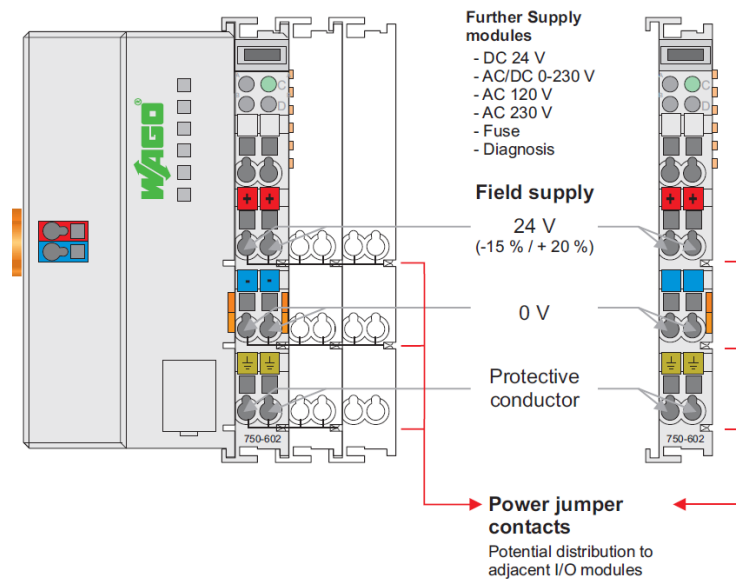 Further Supply
modules
- DC 24 V
- AC/DC 0-230 V
- AC 120 V
- AC 230 V
- Fuse
- Diagnosis
WAGO
®
C
D
C
D
+ +
+ +
Field supply
24 V
(-15 % / + 20 %)
- -
0 V
Protective
conductor
750-602
750-602
Power jumper
contacts
Potential distribution to
adjacent I/O modules